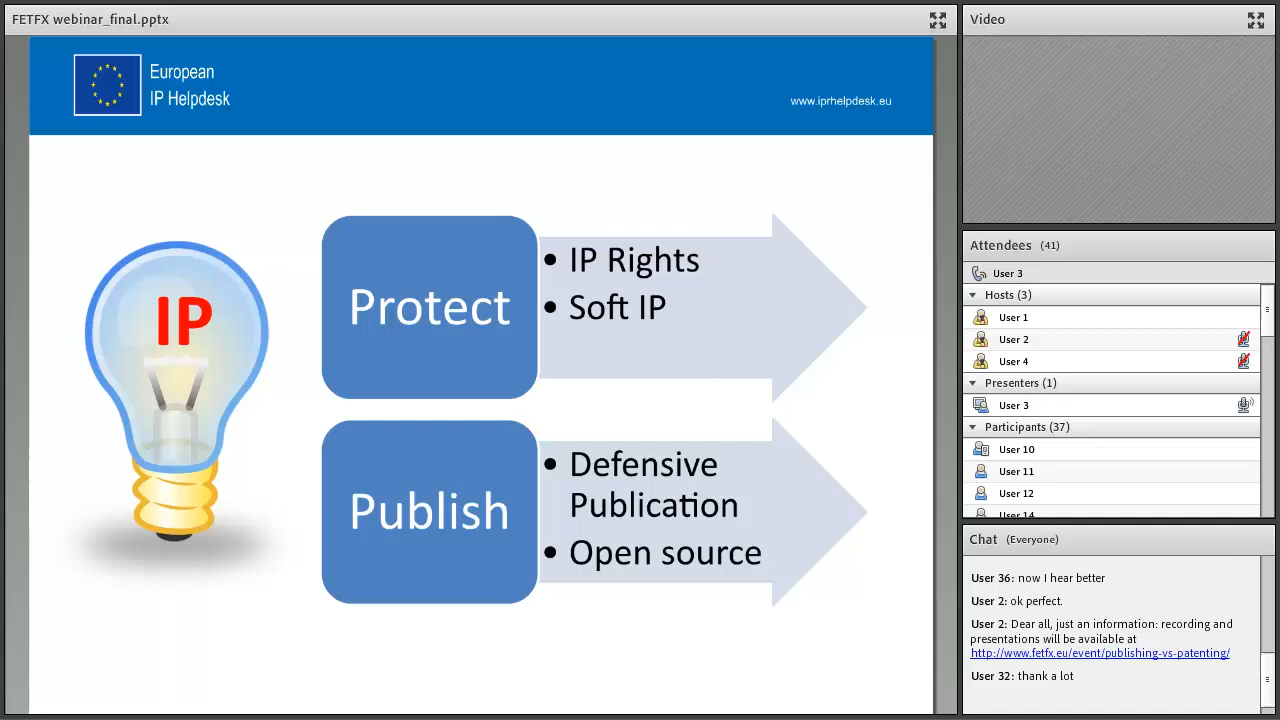 FETFX webinar_final.pptx
European
IP Helpdesk
www.iprhelpdesk.eu
IP
Protect
• IP Rights
• Soft IP
Publish
• Defensive
Publication
• Open source
Video
Attendees (41)
User 3
Hosts (3)
User 1
User 2
User 4
Presenters (1)
User 3
Participants (37)
User 10
User 11
User 12
User 14
Chat (Everyone)
User 36: now I hear better
User 2: ok perfect.
User 2: Dear all, just an information: recording and
presentations will be available at
http://www.fetfx.eu/event/publishing-vs-patenting/
User 32: thank a lot